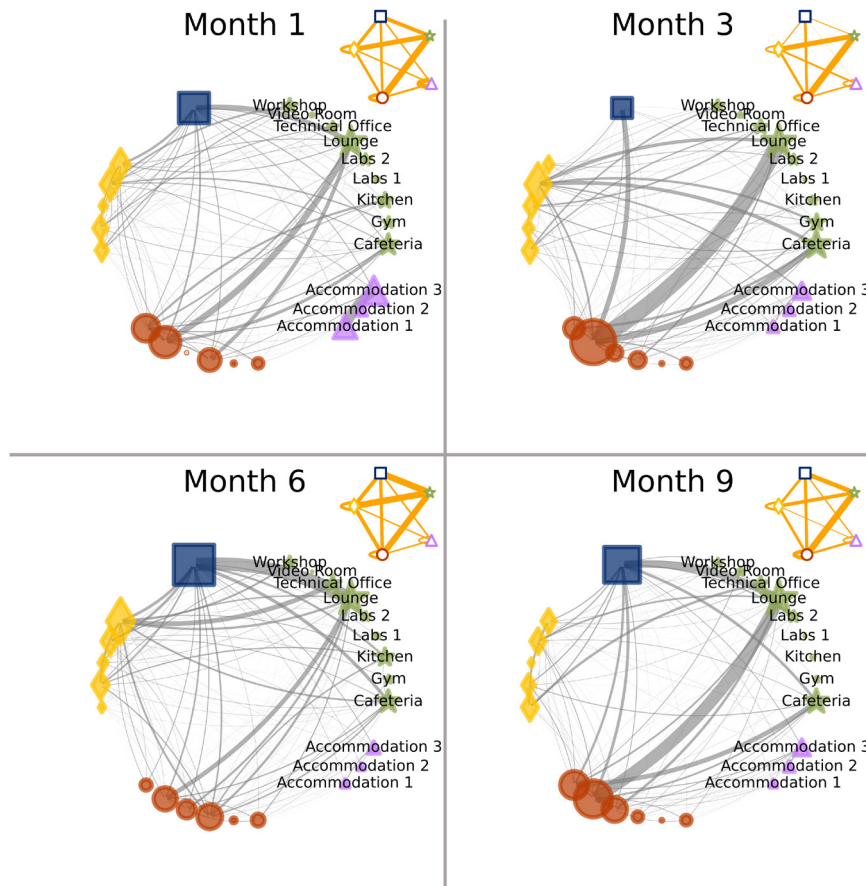 Month 1
Workshop
Video Room
Technical Office
Lounge
Labs 2
Labs 1
Kitchen
Gym
Cafeteria
Accommodation 3
Accommodation 2
Accommodation 1
Month 3
Workshop
Video Room
Technical Office
Lounge
Labs 2
Labs 1
Kitchen
Gym
Cafeteria
Accommodation 3
Accommodation 2
Accommodation 1
Month 6
Workshop
Video Room
Technical Office
Lounge
Labs 2
Labs 1
Kitchen
Gym
Cafeteria
Accommodation 3
Accommodation 2
Accommodation 1
Month 9
Workshop
Video Room
Technical Office
Lounge
Labs 2
Labs 1
Kitchen
Gym
Cafeteria
Accommodation 3
Accommodation 2
Accommodation 1